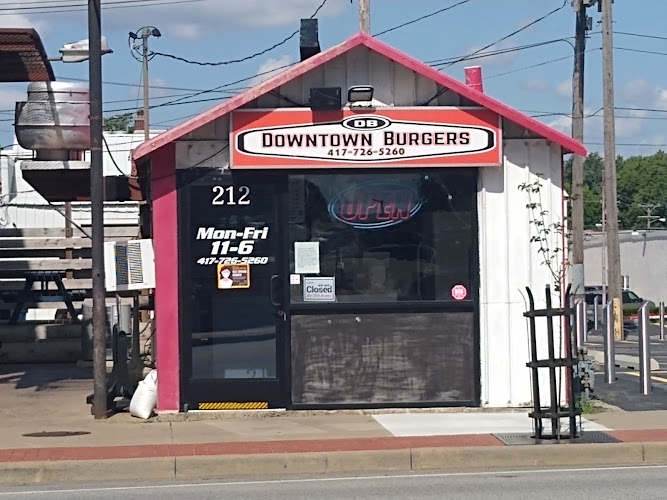 DB
DOWNTOWN BURGERS
417-726-5260
212
OPEN
Mon-Fri
11-6
417-726-5260
Closed